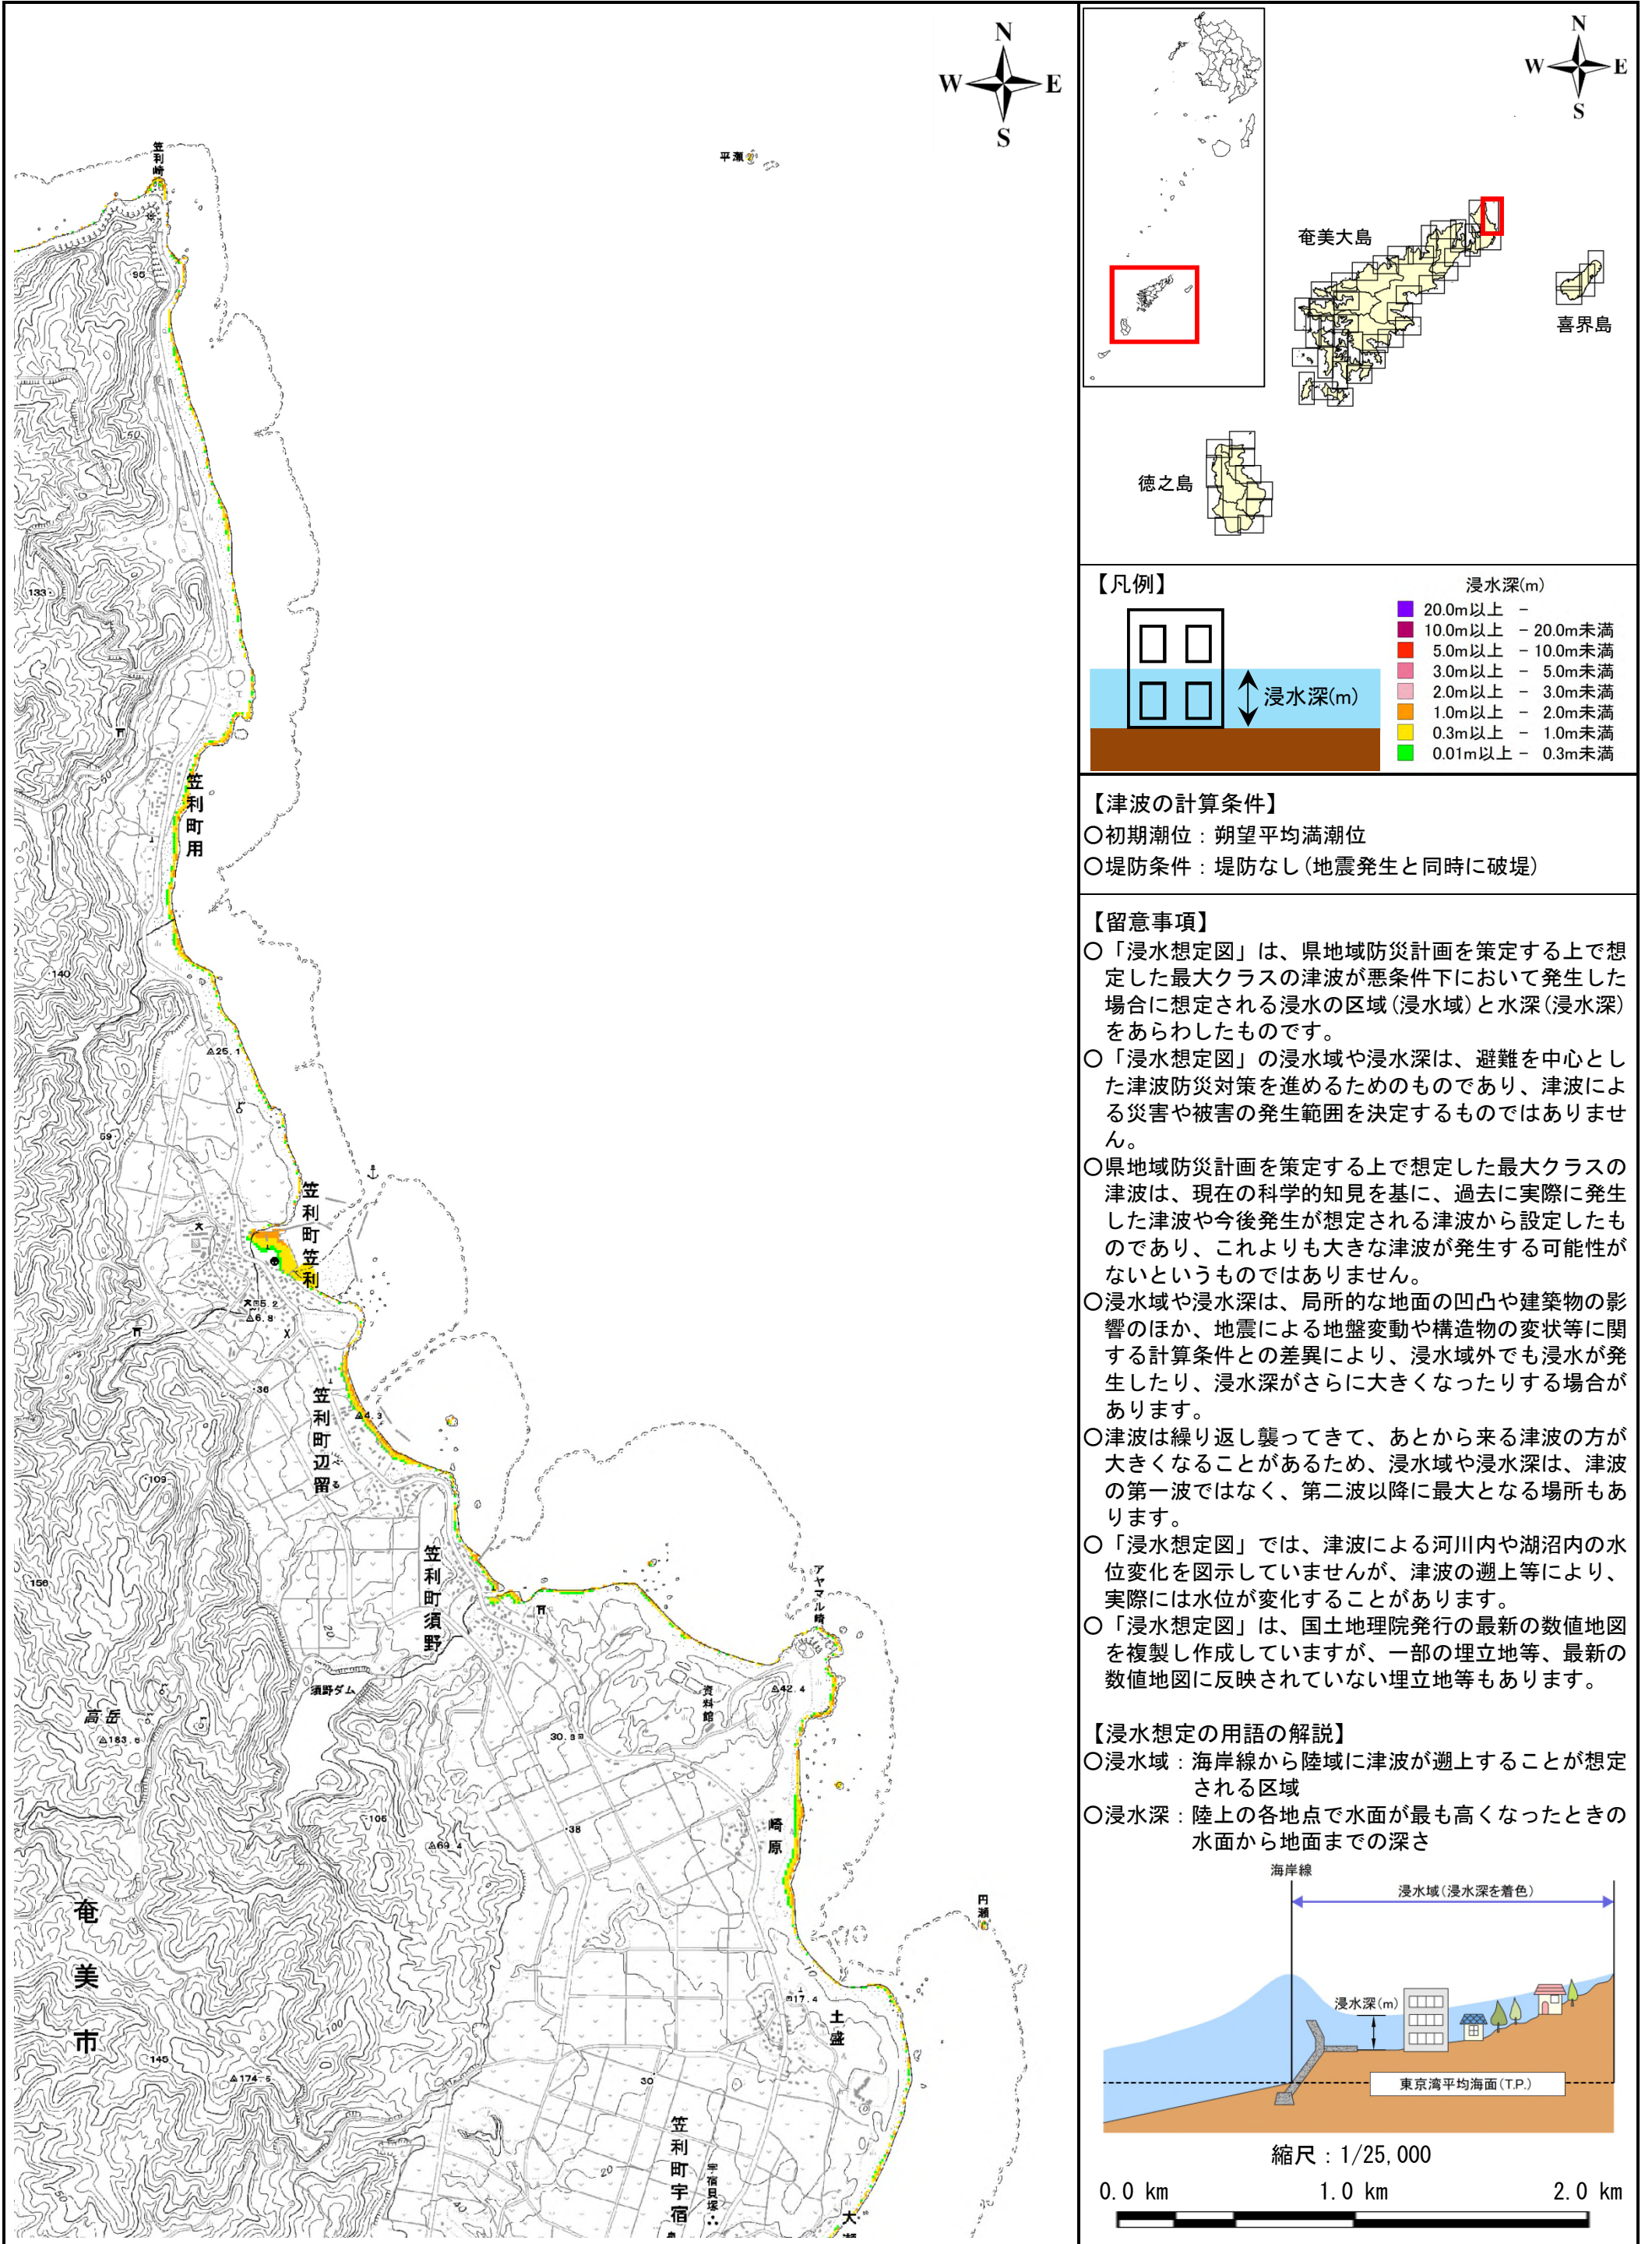 N
W E
S
笠利崎
平瀬
95
50
133
50
笠利町用
140
25.1
59
笠利町笠利
5.2
6.8
36
笠利町辺留
4.3
109
156
笠利町須野
アヤマル崎
20
須野ダム
資料館
42.4
高岳
183.6
30.9
106
69.4
38
崎原
円瀬
奄美市
10
17.4
土盛
100
145
174.5
30
笠利町宇宿
宇宿貝塚
20
40
50
大瀬
N
W E
S
奄美大島
喜界島
徳之島
【凡例】
浸水深(m)
浸水深(m)
20.0m以上 -
10.0m以上 - 20.0m未満
5.0m以上 - 10.0m未満
3.0m以上 - 5.0m未満
2.0m以上 - 3.0m未満
1.0m以上 - 2.0m未満
0.3m以上 - 1.0m未満
0.01m以上 - 0.3m未満
【津波の計算条件】
○初期潮位：朔望平均満潮位
○堤防条件：堤防なし(地震発生と同時に破堤)
【留意事項】
○「浸水想定図」は、県地域防災計画を策定する上で想
定した最大クラスの津波が悪条件下において発生した
場合に想定される浸水の区域(浸水域)と水深(浸水深)
をあらわしたものです。
○「浸水想定図」の浸水域や浸水深は、避難を中心とし
た津波防災対策を進めるためのものであり、津波によ
る災害や被害の発生範囲を決定するものではありませ
ん。
○県地域防災計画を策定する上で想定した最大クラスの
津波は、現在の科学的知見を基に、過去に実際に発生
した津波や今後発生が想定される津波から設定したも
のであり、これよりも大きな津波が発生する可能性が
ないというものではありません。
○浸水域や浸水深は、局所的な地面の凹凸や建築物の影
響のほか、地震による地盤変動や構造物の変状等に関
する計算条件との差異により、浸水域外でも浸水が発
生したり、浸水深がさらに大きくなったりする場合が
あります。
○津波は繰り返し襲ってきて、あとから来る津波の方が
大きくなることがあるため、浸水域や浸水深は、津波
の第一波ではなく、第二波以降に最大となる場所もあ
ります。
○「浸水想定図」では、津波による河川内や湖沼内の水
位変化を図示していませんが、津波の遡上等により、
実際には水位が変化することがあります。
○「浸水想定図」は、国土地理院発行の最新の数値地図
を複製し作成していますが、一部の埋立地等、最新の
数値地図に反映されていない埋立地等もあります。
【浸水想定の用語の解説】
○浸水域：海岸線から陸域に津波が遡上することが想定
される区域
○浸水深：陸上の各地点で水面が最も高くなったときの
水面から地面までの深さ
海岸線
浸水域(浸水深を着色)
浸水深(m)
東京湾平均海面(T.P.)
縮尺：1/25,000
0.0 km 1.0 km 2.0 km